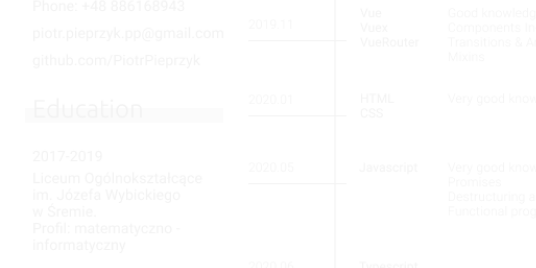 Phone: +48 886168943
piotr.pieprzyk.pp@gmail.com
github.com/PiotrPieprzyk
Education
2017-2019
Liceum Ogólnokształcące
im. Józefa Wybickiego
w Śremie.
Profil: matematyczno -
informatyczny
2019.11
Vue
Vuex
VueRouter
Good knowledg
Components In
Transitions & A
Mixins
2020.01
HTML
CSS
Very good know
2020.05
Javascript
Very good know
Promises
Destructuring a
Functional prog
2020.06
Typescript